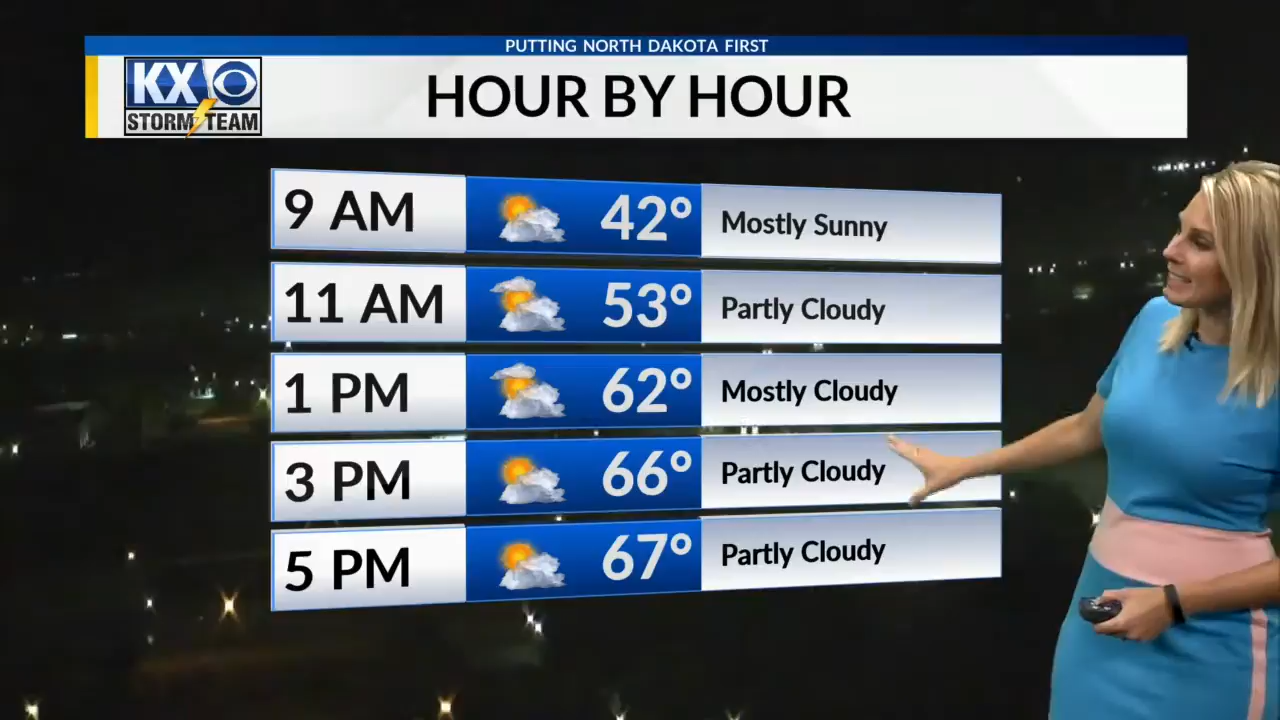 PUTTING NORTH DAKOTA FIRST
KX
STORM TEAM
HOUR BY HOUR
9 AM 42° Mostly Sunny
11 AM 53° Partly Cloudy
1 PM 62° Mostly Cloudy
3 PM 66° Partly Cloudy
5 PM 67° Partly Cloudy